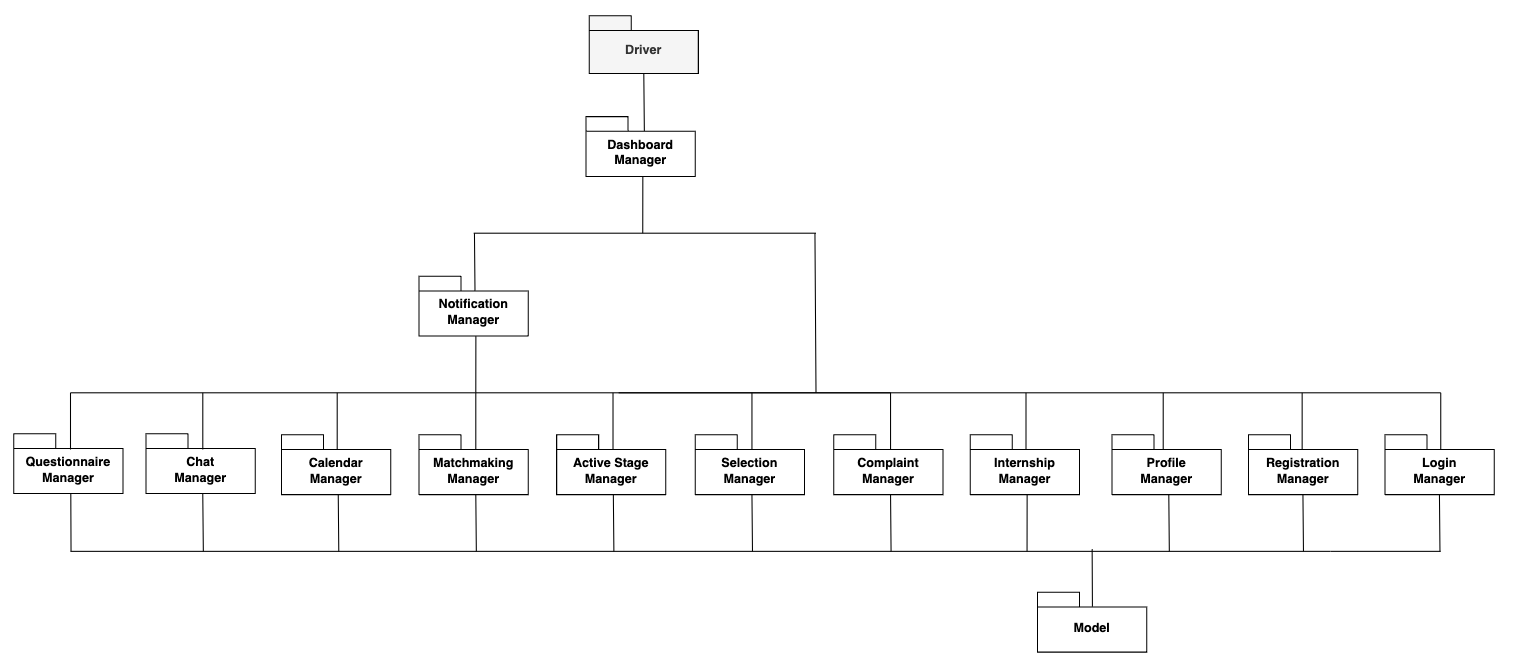 Driver
Dashboard
Manager
Notification
Manager
Questionnaire
Manager
Chat
Manager
Calendar
Manager
Matchmaking
Manager
Active Stage
Manager
Selection
Manager
Complaint
Manager
Internship
Manager
Profile
Manager
Registration
Manager
Login
Manager
Model